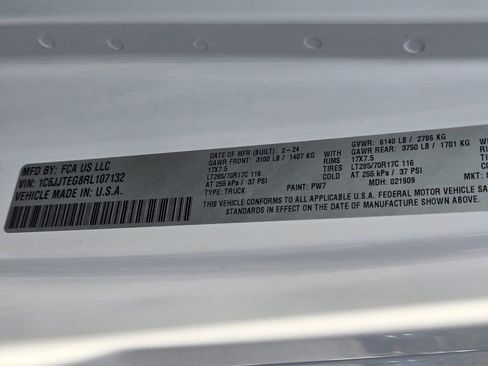 MFD BY: FCA US LLC
VIN: 1C6JJTEG8RL107132
VEHICLE MADE IN: U.S.A.
DATE OF MFR (BUILT): 2-24
GAWR FRONT: 3100 LB / 1407 KG WITH
17X7.5 RIMS
LT285/70R17C 116 TIRES
AT 255 kPa / 37 PSI COLD
TYPE: TRUCK PAINT: PW7
GVWR: 6140 LB / 2786 KG
GAWR REAR: 3750 LB / 1701 KG WITH
17X7.5
LT285/70R17C 116
AT 255 kPa / 37 PSI
MDH: 021909 MKT:
THIS VEHICLE CONFORMS TO ALL APPLICABLE U.S.A. FEDERAL MOTOR VEHICLE
STANDARDS IN EFFECT ON THE DATE OF MANUFACTURE SHOWN ABOVE.